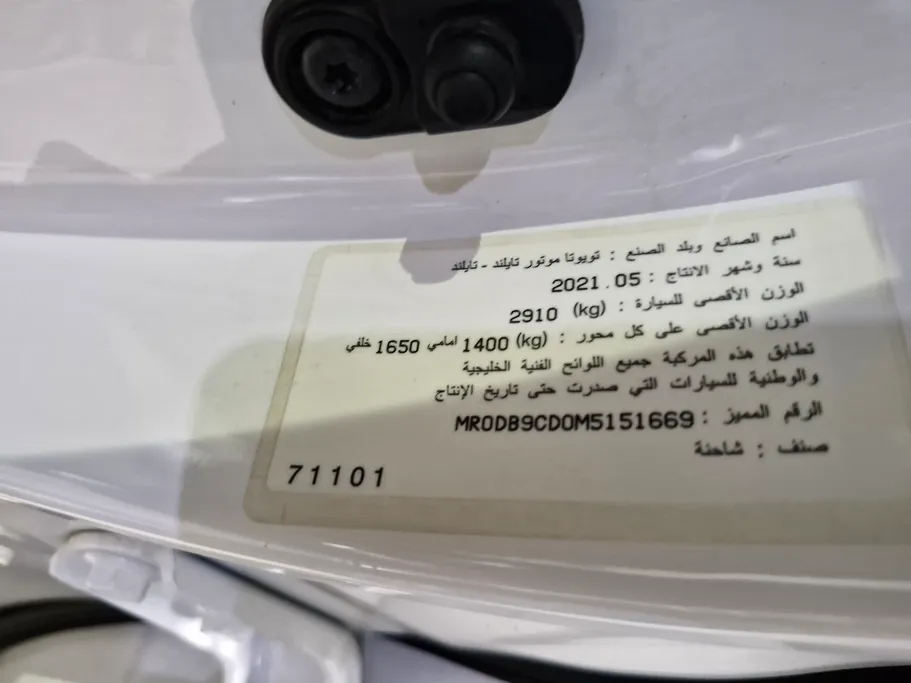 اسم الصانع وبلد الصنع : تويوتا موتور تايلند - تايلند
سنة وشهر الانتاج : 2021.05
الوزن الأقصى للسيارة : (kg) 2910
الوزن الأقصى على كل محور : (kg) 1400 امامي 1650 خلفي
تطابق هذه المركبة جميع اللوائح الفنية الخليجية
والوطنية للسيارات التي صدرت حتى تاريخ الإنتاج
الرقم المميز : MR0DB9CD0M5151669
صنف : شاحنة
71101